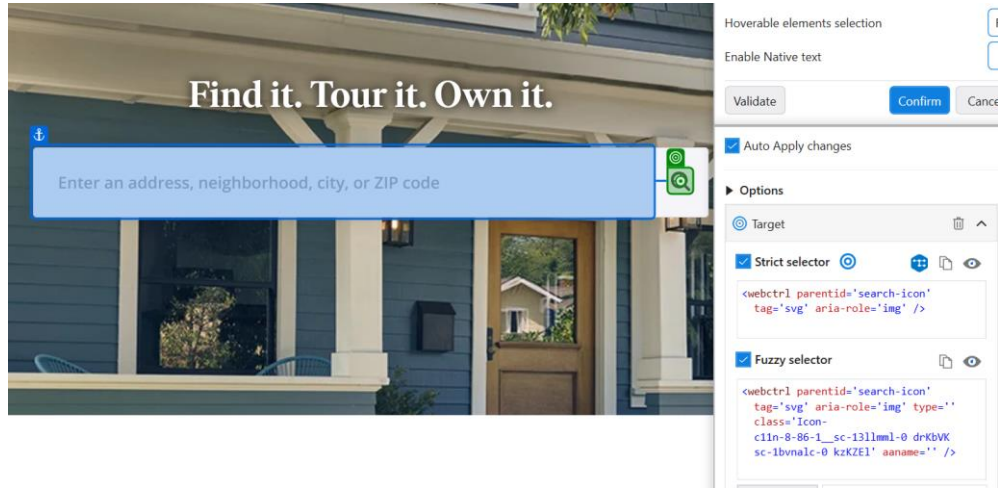 Find it. Tour it. Own it.
Enter an address, neighborhood, city, or ZIP code
Hoverable elements selection
Enable Native text
Validate
Confirm
Auto Apply changes
Options
Target
Strict selector
<webctrl parentid='search-icon'
tag='svg' aria-role='img' />
Fuzzy selector
<webctrl parentid='search-icon'
tag='svg' aria-role='img' type=''
class='Icon-
c11n-8-86-1__sc-13llmml-0 drKbVK
sc-1bvnalc-0 kzKZEl' aaname='' />